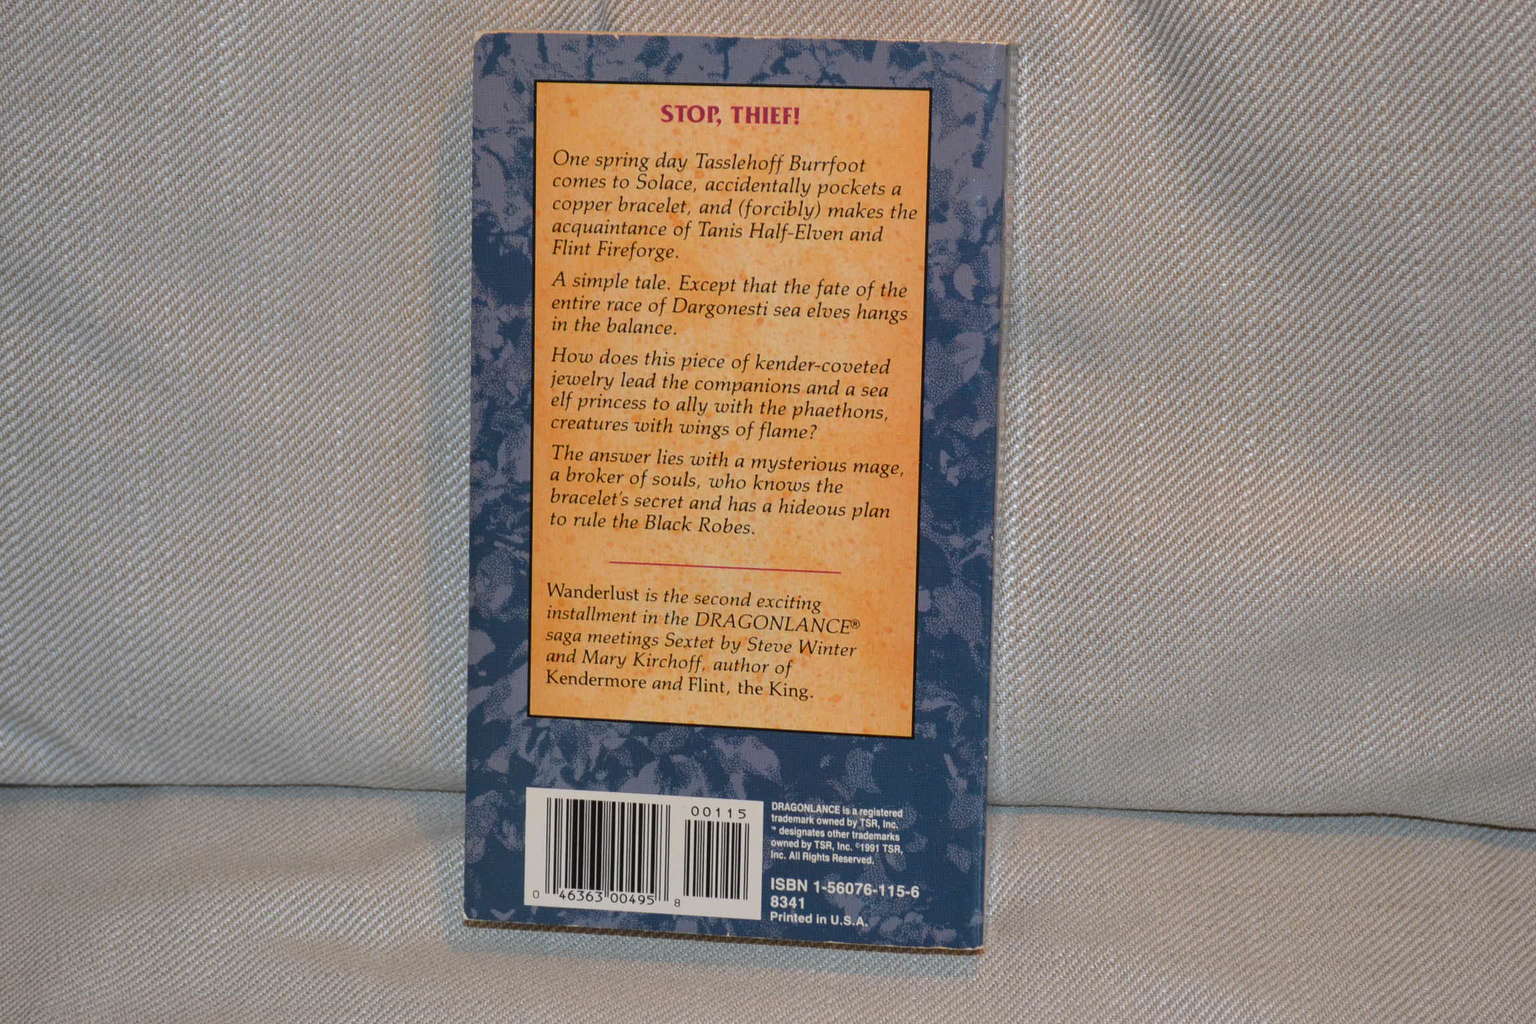 STOP, THIEF!
One spring day Tasslehoff Burrfoot
comes to Solace, accidentally pockets a
copper bracelet, and (forcibly) makes the
acquaintance of Tanis Half-Elven and
Flint Fireforge.
A simple tale. Except that the fate of the
entire race of Dargonesti sea elves hangs
in the balance.
How does this piece of kender-coveted
jewelry lead the companions and a sea
elf princess to ally with the phaethons,
creatures with wings of flame?
The answer lies with a mysterious mage,
a broker of souls, who knows the
bracelet's secret and has a hideous plan
to rule the Black Robes.
Wanderlust is the second exciting
installment in the DRAGONLANCE®
saga meetings Sextet by Steve Winter
and Mary Kirchoff, author of
Kendermore and Flint, the King.
00115
0 46363 00495 8
DRAGONLANCE is a registered
trademark owned by TSR, Inc.
™ designates other trademarks
owned by TSR, Inc. ©1991 TSR,
Inc. All Rights Reserved.
ISBN 1-56076-115-6
8341
Printed in U.S.A.